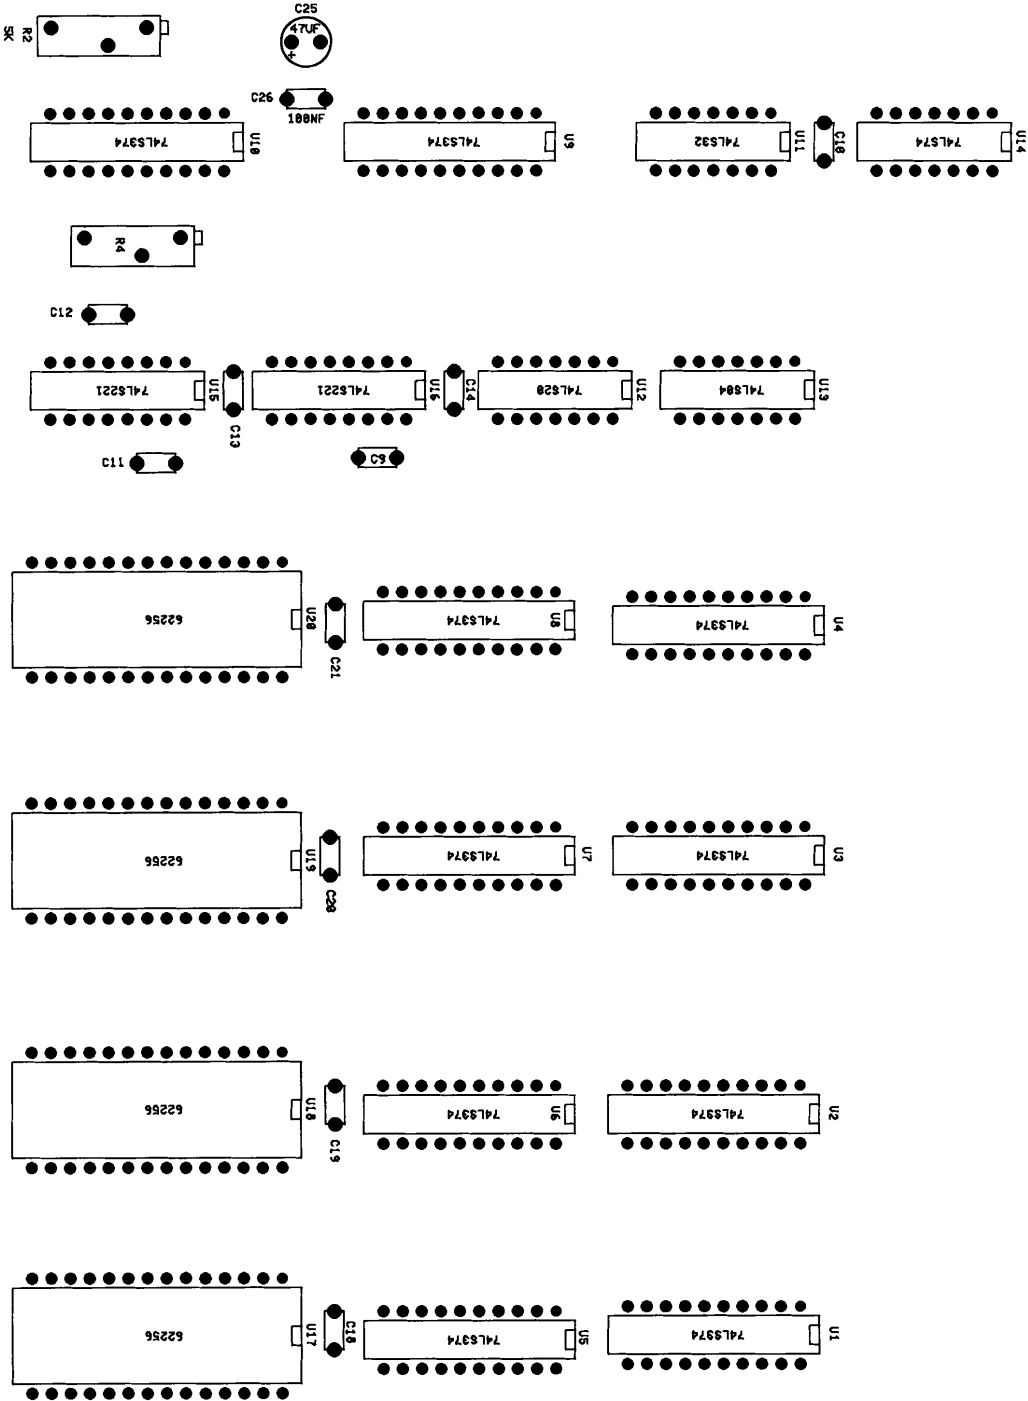 C25
47UF
+
R2
5K
C26
100NF
74LS374
U10
74LS374
U9
74LS32
U11
C10
74LS74
U14
R4
C12
74LS221
U15
C13
74LS221
U16
C14
74LS20
U12
74LS04
U13
C11
C9
62256
U20
C21
74LS374
U8
74LS374
U4
62256
U19
C20
74LS374
U7
74LS374
U3
62256
U18
C19
74LS374
U6
74LS374
U2
62256
U17
C18
74LS374
U5
74LS374
U1